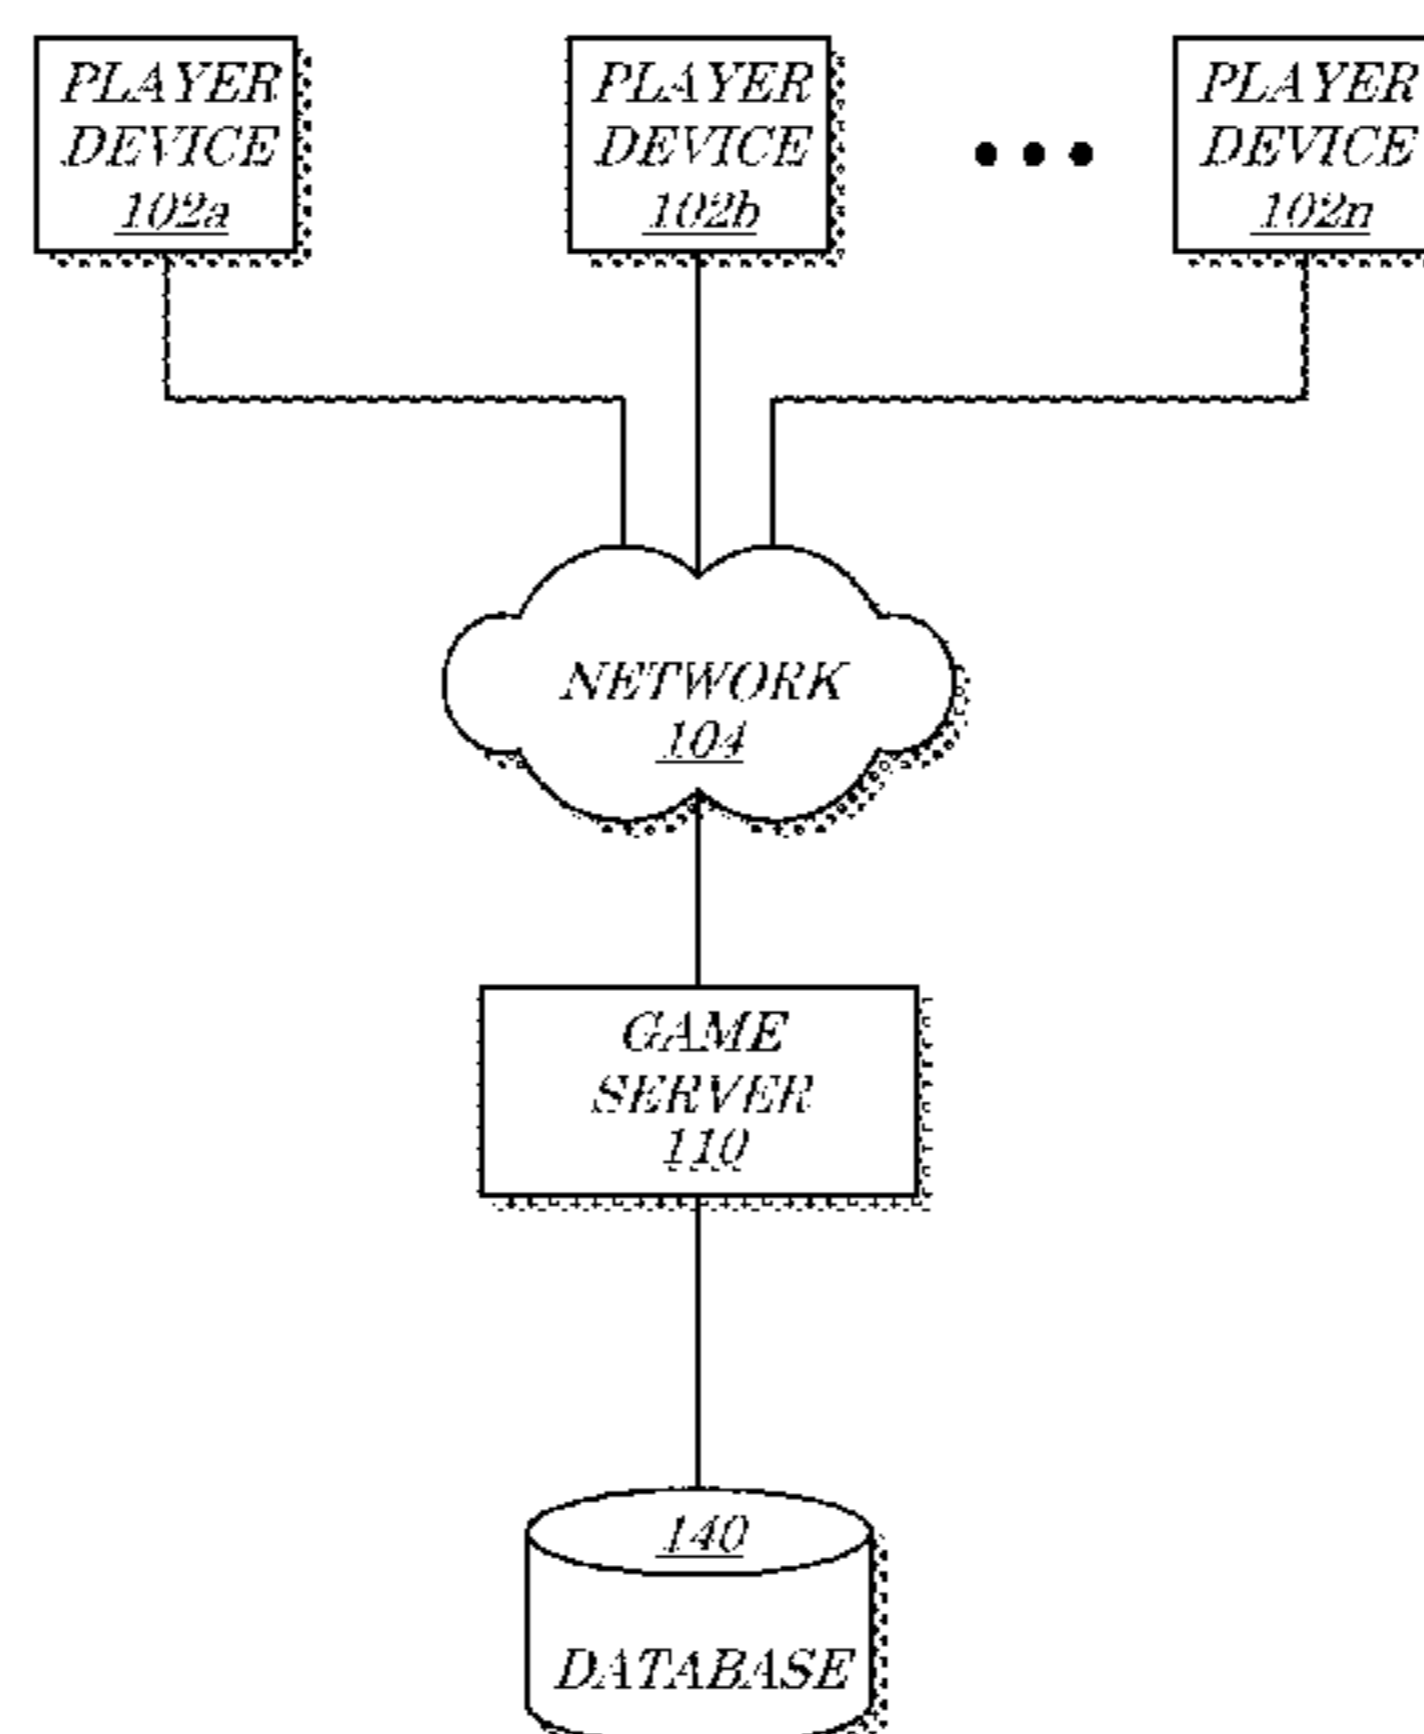 PLAYER
DEVICE
102a
PLAYER
DEVICE
102b
PLAYER
DEVICE
102n
NETWORK
104
GAME
SERVER
110
140
DATABASE